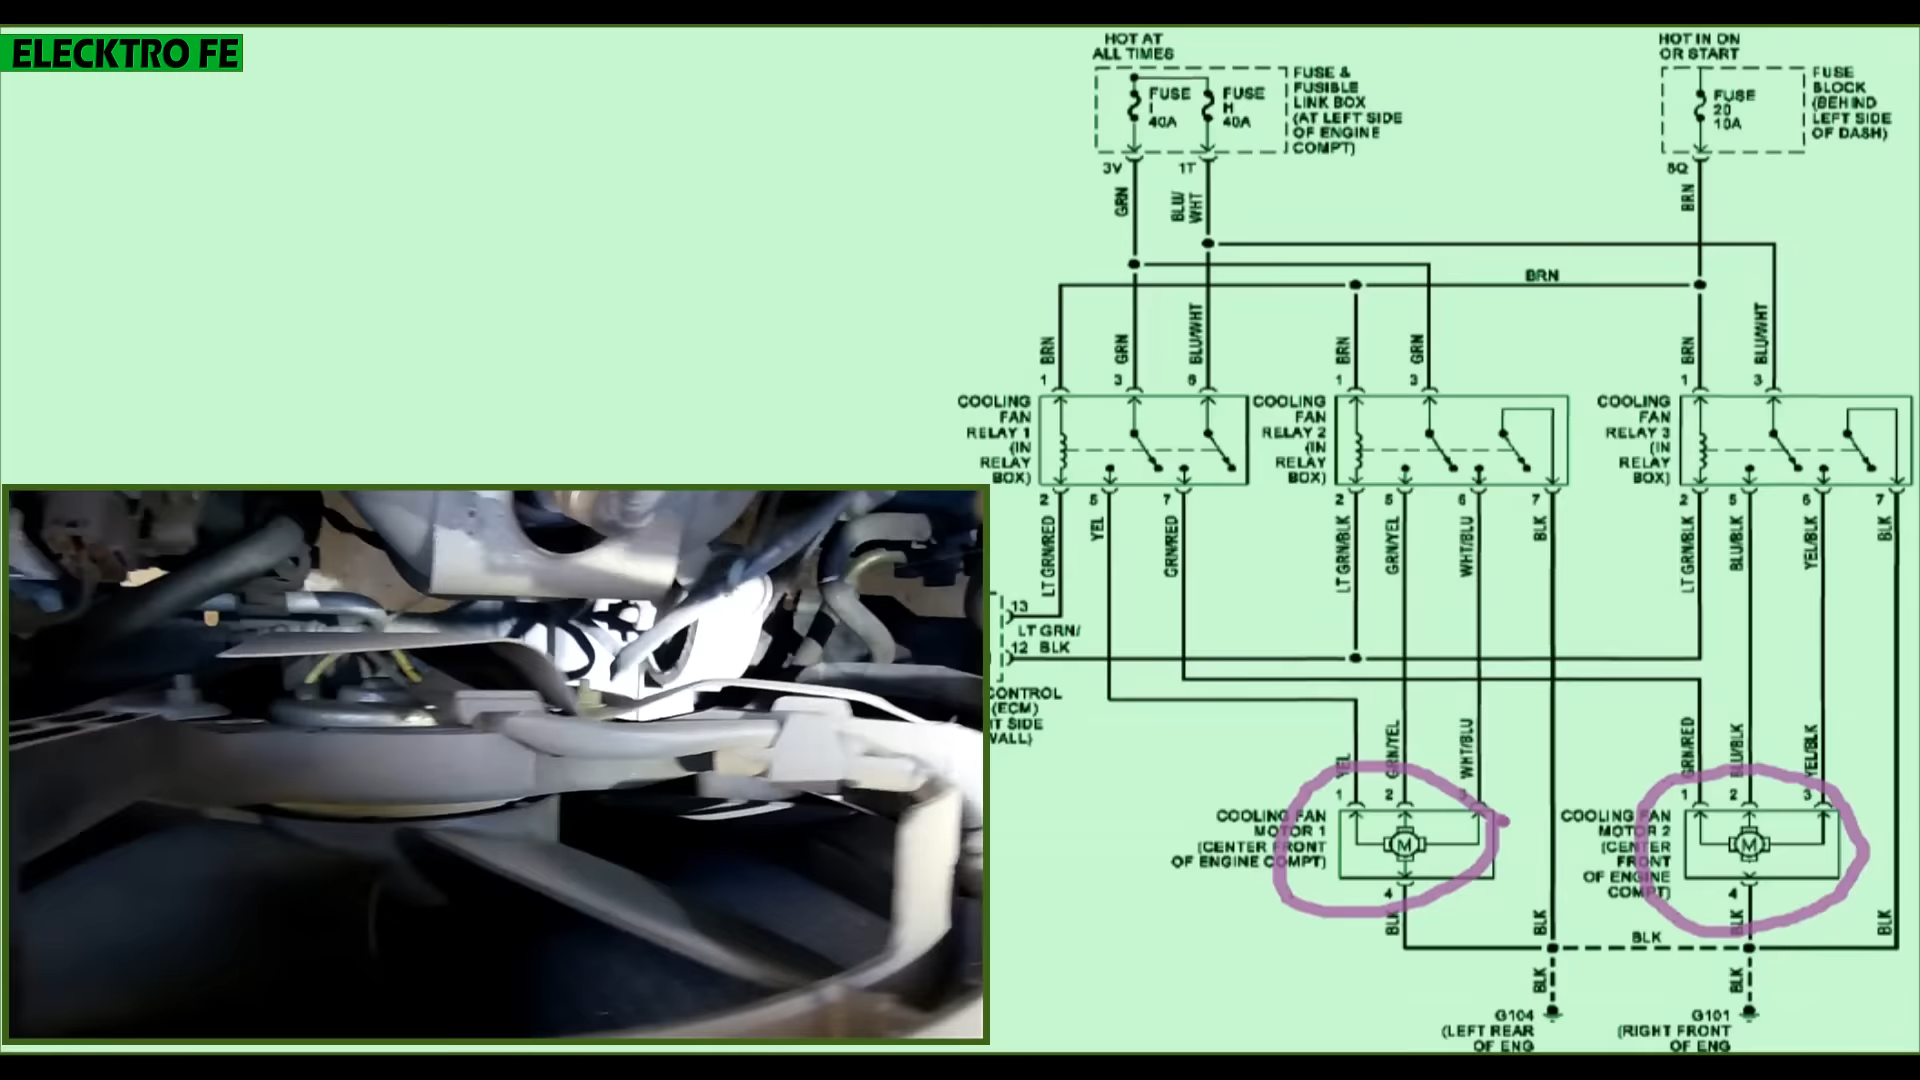 ELECKTRO FE
HOT AT
ALL TIMES
FUSE
I
40A
FUSE
H
40A
FUSE &
FUSIBLE
LINK BOX
(AT LEFT SIDE
OF ENGINE
COMPT)
HOT IN ON
OR START
FUSE
20
10A
FUSE
BLOCK
(BEHIND
LEFT SIDE
OF DASH)
3V
1T
8Q
GRN
BLU/
WHT
BRN
BRN
BRN
GRN
BLU/WHT
BRN
GRN
BRN
BLU/WHT
1
3
6
1
3
1
3
COOLING
FAN
RELAY 1
(IN
RELAY
BOX)
COOLING
FAN
RELAY 2
(IN
RELAY
BOX)
COOLING
FAN
RELAY 3
(IN
RELAY
BOX)
2
5
7
2
5
6
7
2
5
6
7
LT GRN/RED
YEL
GRN/RED
LT GRN/BLK
GRN/YEL
WHT/BLU
BLK
LT GRN/BLK
BLU/BLK
YEL/BLK
BLK
13
LT GRN/
12 BLK
CONTROL
(ECM)
T SIDE
WALL)
YEL
GRN/YEL
WHT/BLU
GRN/RED
BLU/BLK
YEL/BLK
1
2
3
1
2
3
COOLING FAN
MOTOR 1
(CENTER FRONT
OF ENGINE COMPT)
M
COOLING FAN
MOTOR 2
(CENTER
FRONT
OF ENGINE
COMPT)
M
4
4
BLK
BLK
BLK
BLK
BLK
BLK
BLK
G104
(LEFT REAR
OF ENG
G101
(RIGHT FRONT
OF ENG